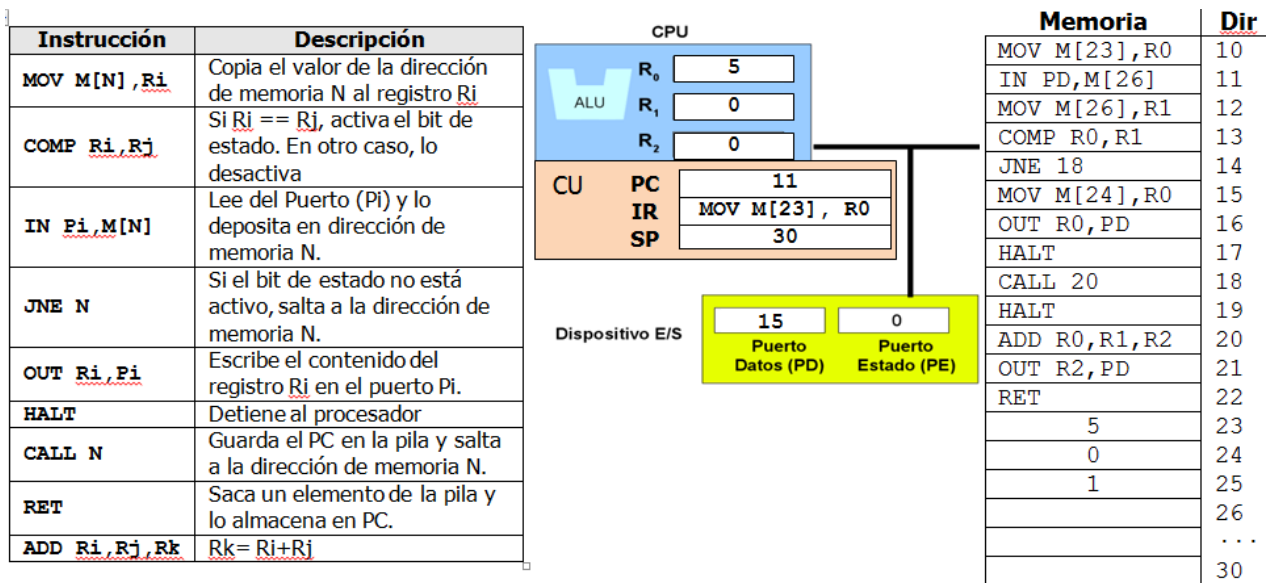 Instrucción Descripción
MOV M[N],Ri Copia el valor de la dirección
de memoria N al registro Ri
COMP Ri,Rj Si Ri == Rj, activa el bit de
estado. En otro caso, lo
desactiva
IN Pi,M[N] Lee del Puerto (Pi) y lo
deposita en dirección de
memoria N.
JNE N Si el bit de estado no está
activo, salta a la dirección de
memoria N.
OUT Ri,Pi Escribe el contenido del
registro Ri en el puerto Pi.
HALT Detiene al procesador
CALL N Guarda el PC en la pila y salta
a la dirección de memoria N.
RET Saca un elemento de la pila y
lo almacena en PC.
ADD Ri,Rj,Rk Rk= Ri+Rj
CPU
ALU
R0 5
R1 0
R2 0
CU
PC 11
IR MOV M[23], R0
SP 30
Dispositivo E/S
15 0
Puerto Puerto
Datos (PD) Estado (PE)
Memoria Dir
MOV M[23],R0 10
IN PD,M[26] 11
MOV M[26],R1 12
COMP R0,R1 13
JNE 18 14
MOV M[24],R0 15
OUT R0,PD 16
HALT 17
CALL 20 18
HALT 19
ADD R0,R1,R2 20
OUT R2,PD 21
RET 22
5 23
0 24
1 25
26
...
30